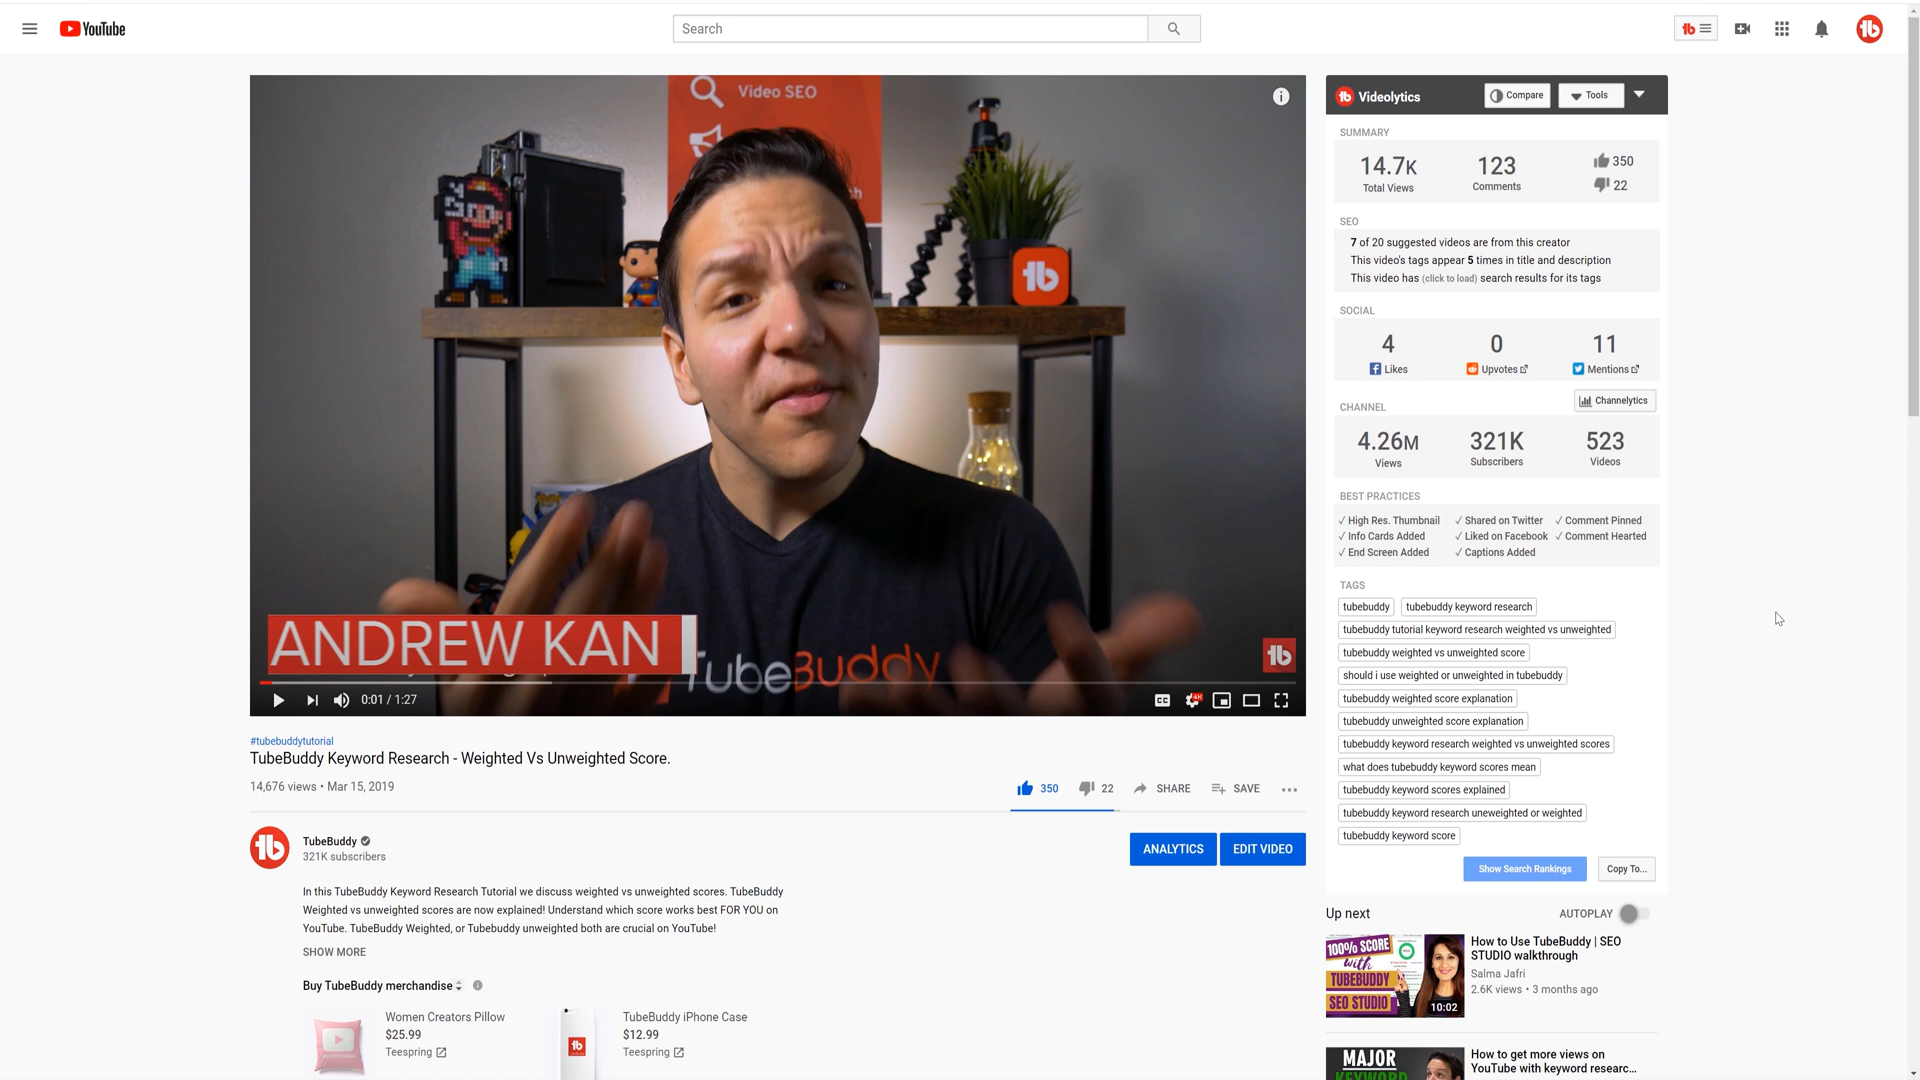 YouTube
Search
Video SEO
ANDREW KAN
TubeBuddy
0:01 / 1:27
#tubebuddytutorial
TubeBuddy Keyword Research - Weighted Vs Unweighted Score.
14,676 views • Mar 15, 2019
350
22
SHARE
SAVE
TubeBuddy
321K subscribers
ANALYTICS
EDIT VIDEO
In this TubeBuddy Keyword Research Tutorial we discuss weighted vs unweighted scores. TubeBuddy
Weighted vs unweighted scores are now explained! Understand which score works best FOR YOU on
YouTube. TubeBuddy Weighted, or Tubebuddy unweighted both are crucial on YouTube!
SHOW MORE
Buy TubeBuddy merchandise
Women Creators Pillow
$25.99
Teespring
TubeBuddy iPhone Case
$12.99
Teespring
Videolytics
Compare
Tools
SUMMARY
14.7K
Total Views
123
Comments
350
22
SEO
7 of 20 suggested videos are from this creator
This video's tags appear 5 times in title and description
This video has (click to load) search results for its tags
SOCIAL
4
Likes
0
Upvotes
11
Mentions
CHANNEL
Channelytics
4.26M
Views
321K
Subscribers
523
Videos
BEST PRACTICES
✓ High Res. Thumbnail ✓ Shared on Twitter ✓ Comment Pinned
✓ Info Cards Added ✓ Liked on Facebook ✓ Comment Hearted
✓ End Screen Added ✓ Captions Added
TAGS
tubebuddy tubebuddy keyword research
tubebuddy tutorial keyword research weighted vs unweighted
tubebuddy weighted vs unweighted score
should i use weighted or unweighted in tubebuddy
tubebuddy weighted score explanation
tubebuddy unweighted score explanation
tubebuddy keyword research weighted vs unweighted scores
what does tubebuddy keyword scores mean
tubebuddy keyword scores explained
tubebuddy keyword research uneweighted or weighted
tubebuddy keyword score
Show Search Rankings
Copy To...
Up next
AUTOPLAY
100% SCORE
with
TUBEBUDDY
SEO STUDIO
10:02
How to Use TubeBuddy | SEO
STUDIO walkthrough
Salma Jafri
2.6K views • 3 months ago
MAJOR
KEYWORD
How to get more views on
YouTube with keyword researc...